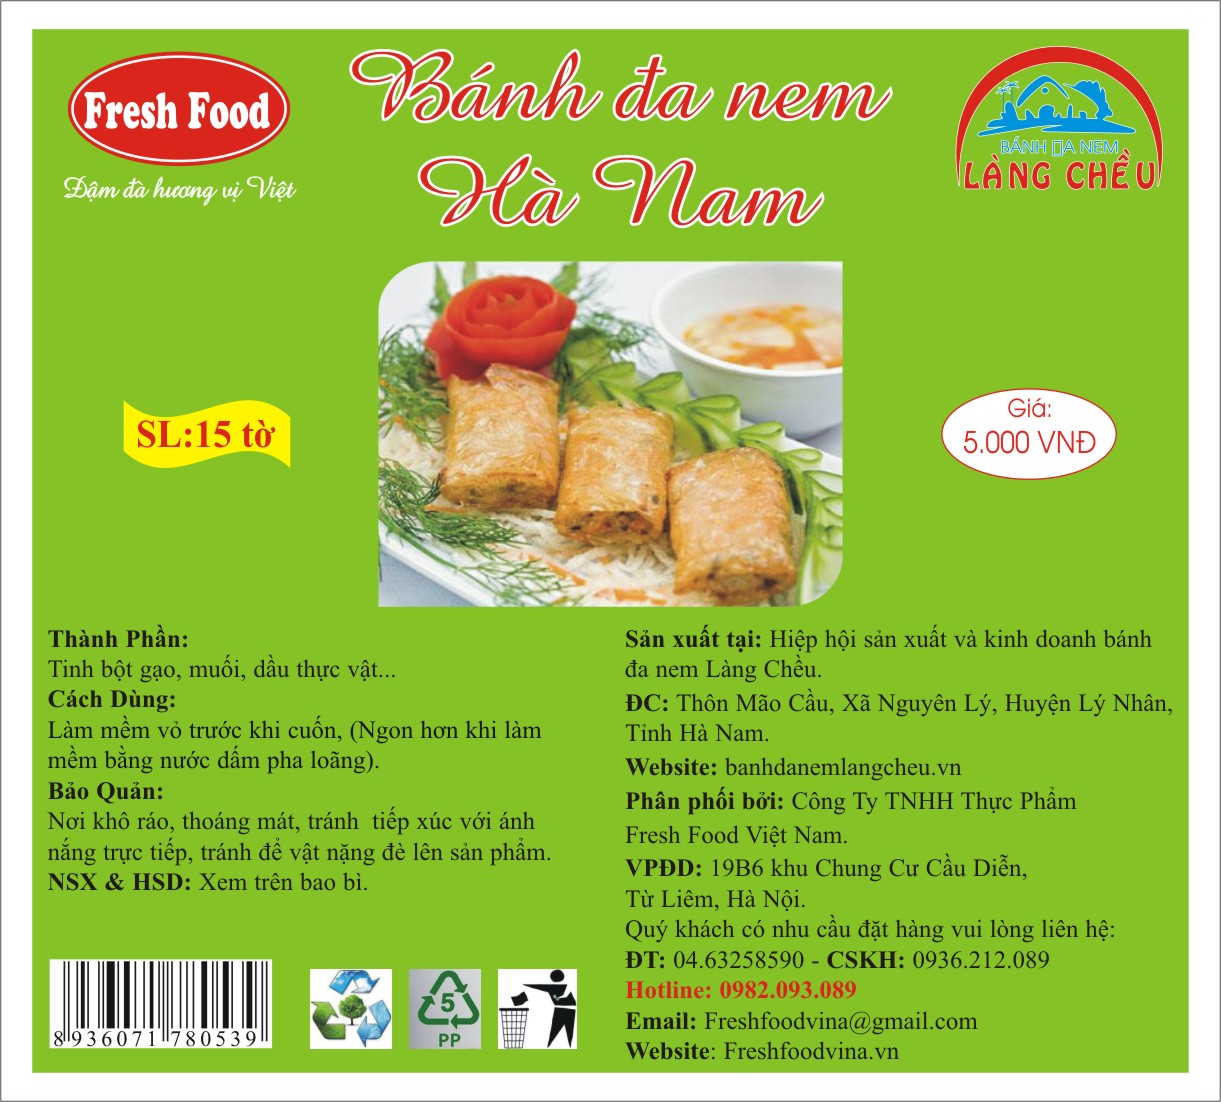 Fresh Food
Đậm đà hương vị Việt
Bánh đa nem
Hà Nam
BÁNH □A NEM
LÀNG CHỀU
SL:15 tờ
Giá:
5.000 VNĐ
Thành Phần:
Tinh bột gạo, muối, dầu thực vật...
Cách Dùng:
Làm mềm vỏ trước khi cuốn, (Ngon hơn khi làm
mềm bằng nước dấm pha loãng).
Bảo Quản:
Nơi khô ráo, thoáng mát, tránh tiếp xúc với ánh
nắng trực tiếp, tránh để vật nặng đè lên sản phẩm.
NSX & HSD: Xem trên bao bì.
8936071780539
5
PP
Sản xuất tại: Hiệp hội sản xuất và kinh doanh bánh
đa nem Làng Chều.
ĐC: Thôn Mão Cầu, Xã Nguyên Lý, Huyện Lý Nhân,
Tỉnh Hà Nam.
Website: banhdanemlangcheu.vn
Phân phối bởi: Công Ty TNHH Thực Phẩm
Fresh Food Việt Nam.
VPĐD: 19B6 khu Chung Cư Cầu Diễn,
Từ Liêm, Hà Nội.
Quý khách có nhu cầu đặt hàng vui lòng liên hệ:
ĐT: 04.63258590 - CSKH: 0936.212.089
Hotline: 0982.093.089
Email: Freshfoodvina@gmail.com
Website: Freshfoodvina.vn